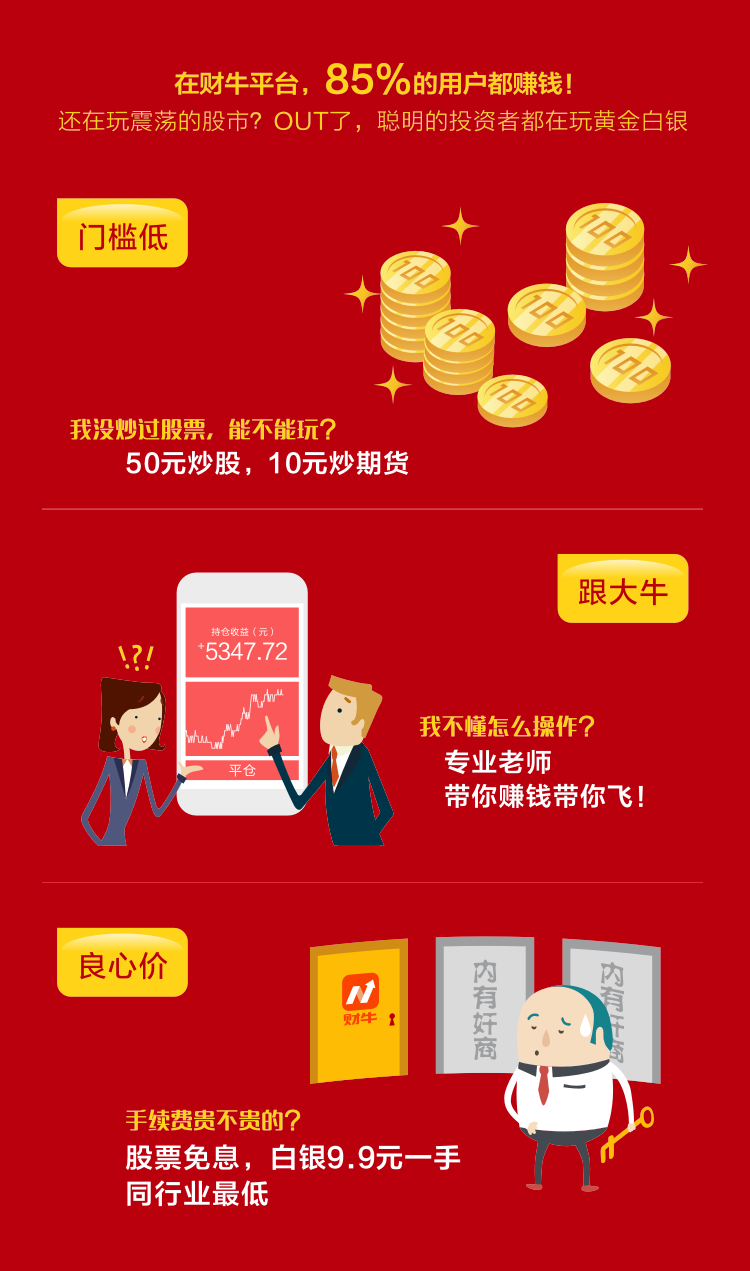 在财牛平台，85%的用户都赚钱！
还在玩震荡的股市？OUT了，聪明的投资者都在玩黄金白银
门槛低
100
100
100
100
100
100
我没炒过股票，能不能玩？
50元炒股，10元炒期货
跟大牛
持仓收益（元）
+5347.72
平仓
\?!
我不懂怎么操作？
专业老师
带你赚钱带你飞！
良心价
财牛
内有奸商
内有奸商
手续费贵不贵的？
股票免息，白银9.9元一手
同行业最低